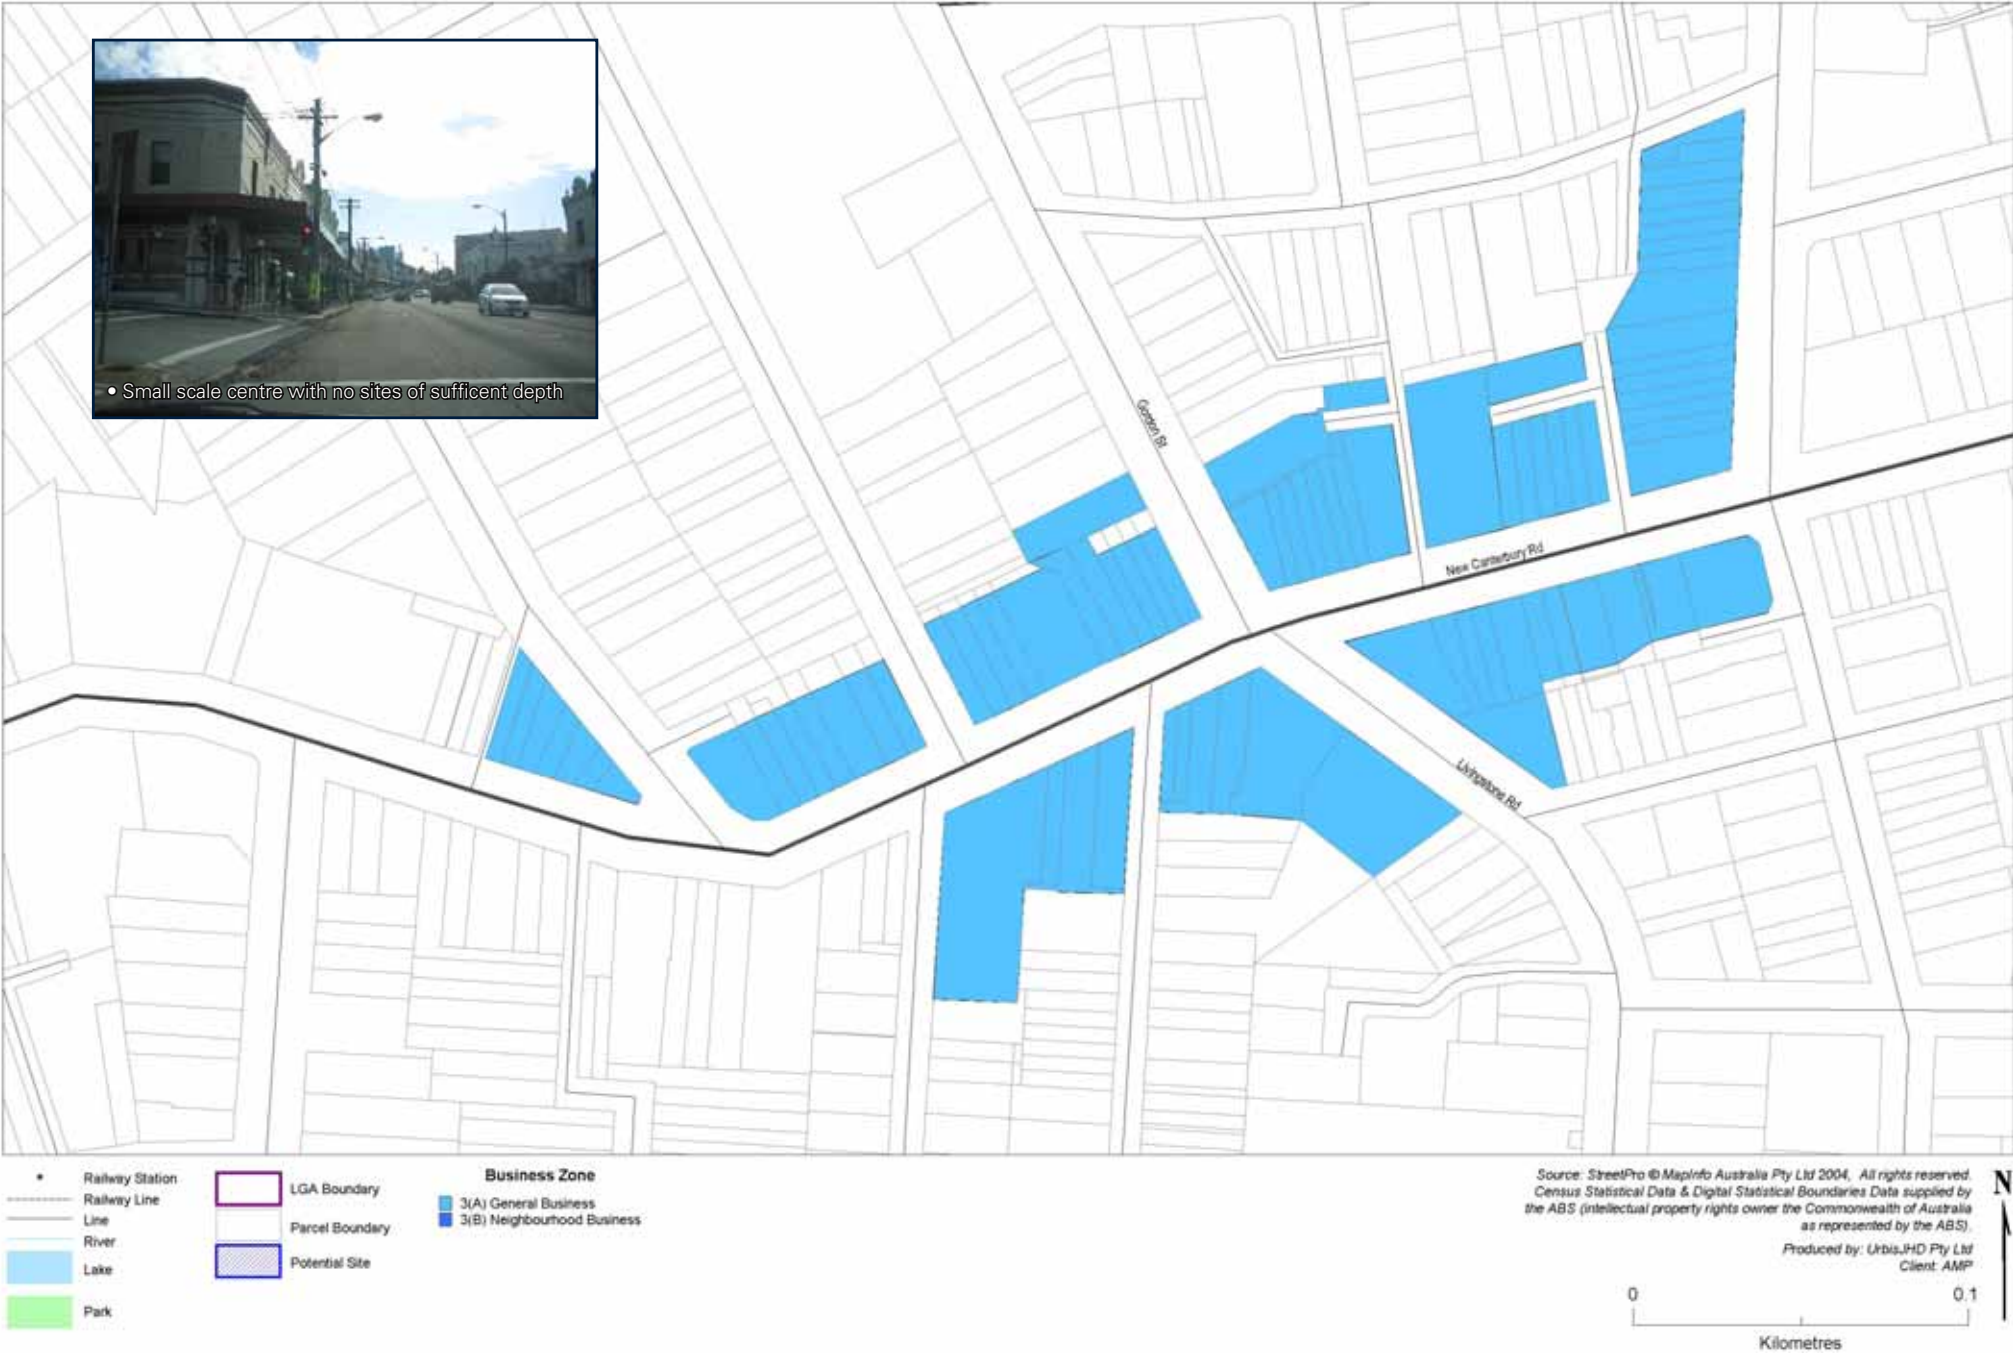 • Small scale centre with no sites of sufficent depth
Gordon St
New Canterbury Rd
Livingstone Rd
Railway Station
Railway Line
Line
River
Lake
Park
LGA Boundary
Parcel Boundary
Potential Site
Business Zone
3(A) General Business
3(B) Neighbourhood Business
Source: StreetPro © MapInfo Australia Pty Ltd 2004, All rights reserved.
Census Statistical Data & Digital Statistical Boundaries Data supplied by
the ABS (intellectual property rights owner the Commonwealth of Australia
as represented by the ABS).
Produced by: UrbisJHD Pty Ltd
Client: AMP
N
0 0.1
Kilometres